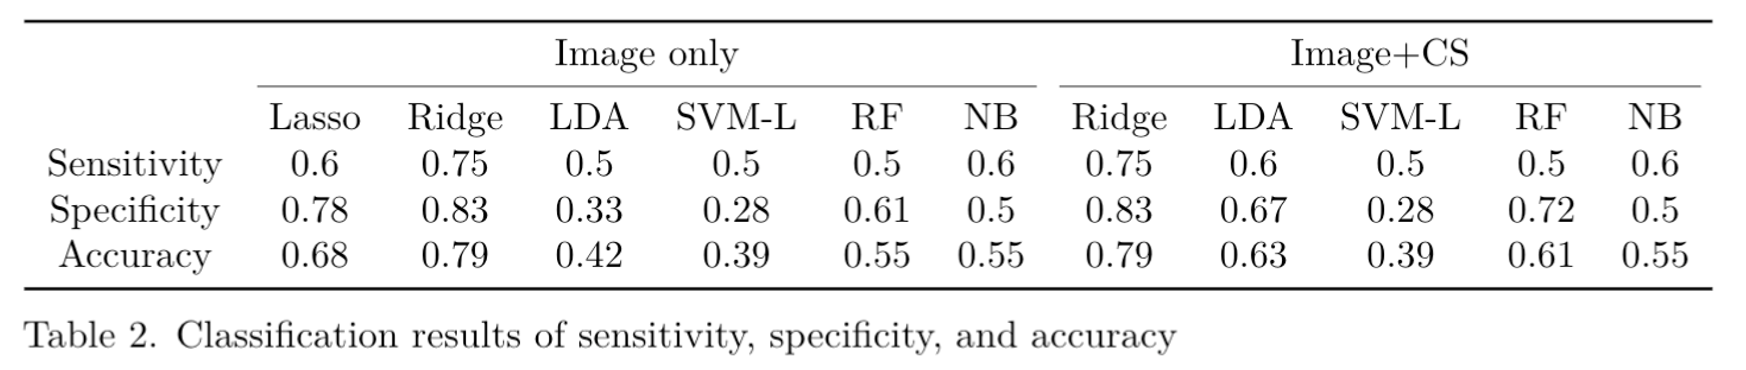 Image only Image+CS
Lasso Ridge LDA SVM-L RF NB Ridge LDA SVM-L RF NB
Sensitivity 0.6 0.75 0.5 0.5 0.5 0.6 0.75 0.6 0.5 0.5 0.6
Specificity 0.78 0.83 0.33 0.28 0.61 0.5 0.83 0.67 0.28 0.72 0.5
Accuracy 0.68 0.79 0.42 0.39 0.55 0.55 0.79 0.63 0.39 0.61 0.55
Table 2. Classification results of sensitivity, specificity, and accuracy